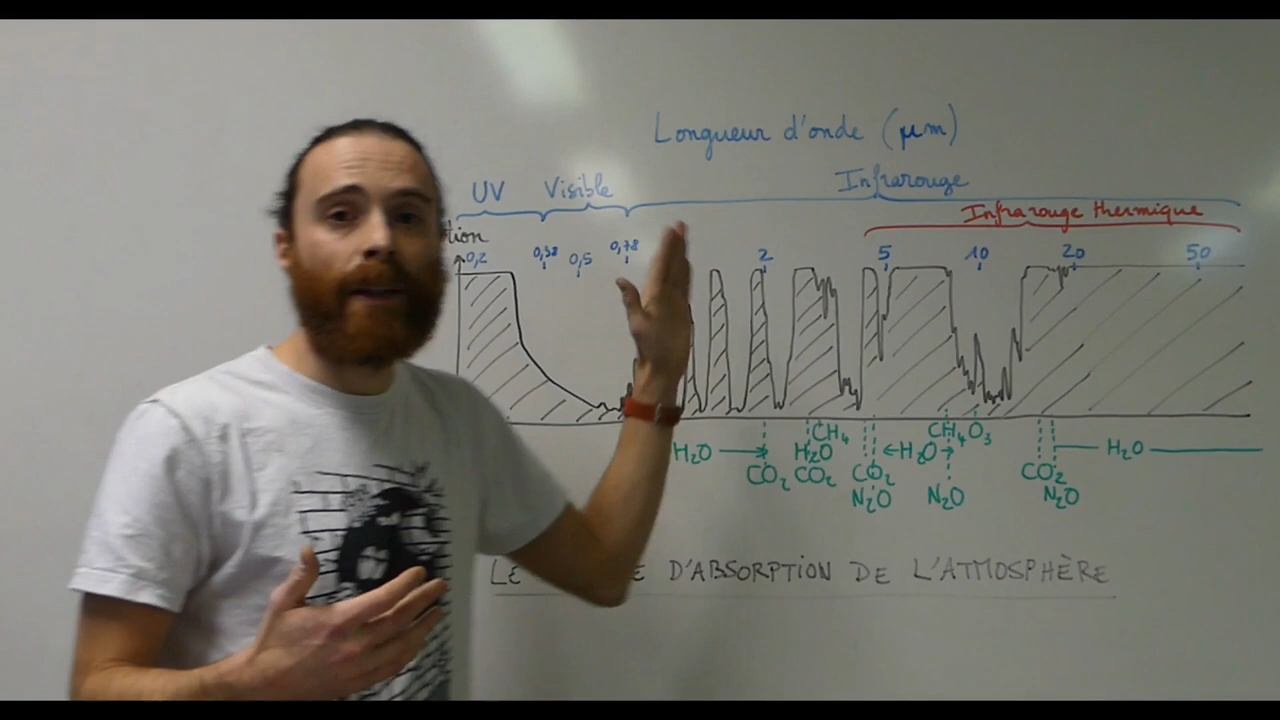 Longueur d'onde (μm)
UV Visible Infrarouge
Infrarouge thermique
tion
0,2 0,38 0,5 0,78 2 5 10 20 50
CH4 CH4 O3
H2O H2O H2O H2O
CO2 CO2 CO2 CO2
N2O N2O N2O
LE E D'ABSORPTION DE L'ATMOSPHÈRE